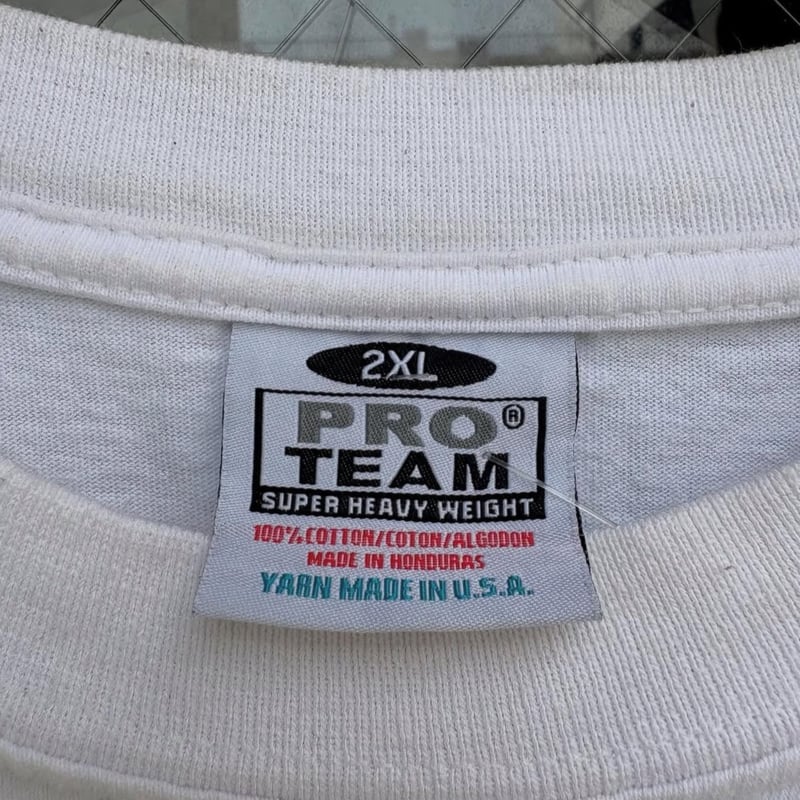 2XL
PRO®
TEAM
SUPER HEAVY WEIGHT
100% COTTON/COTON/ALGODON
MADE IN HONDURAS
YARN MADE IN U.S.A.